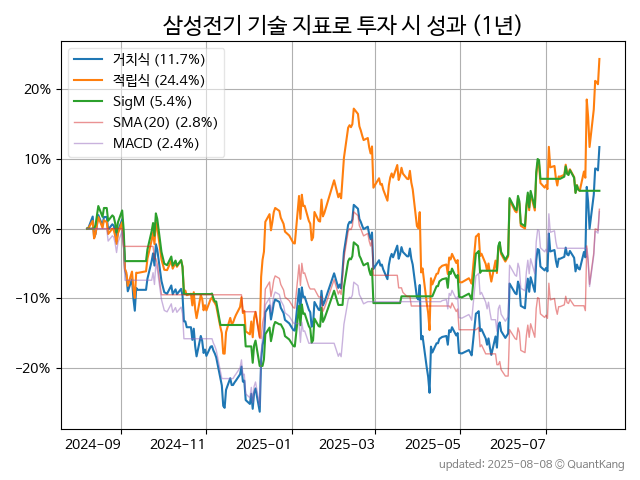 삼성전기 기술 지표로 투자 시 성과 (1년)
거치식 (11.7%)
적립식 (24.4%)
SigM (5.4%)
SMA(20) (2.8%)
MACD (2.4%)
20%
10%
0%
−10%
−20%
2024-09 2024-11 2025-01 2025-03 2025-05 2025-07
updated: 2025-08-08 © QuantKang